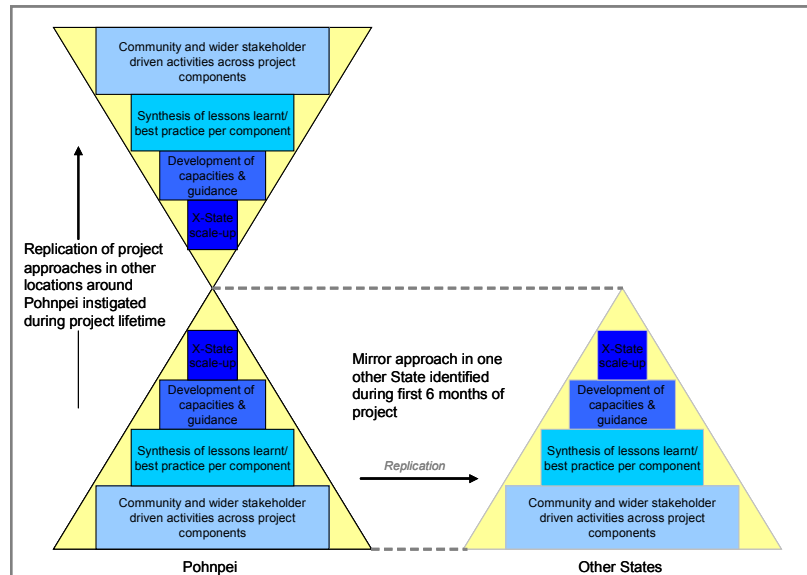 Community and wider stakeholder
driven activities across project
components
Synthesis of lessons learnt/
best practice per component
Development of
capacities &
guidance
X-State
scale-up
Replication of project
approaches in other
locations around
Pohnpei instigated
during project lifetime
X-State
scale-up
Development of
capacities &
guidance
Synthesis of lessons learnt/
best practice per component
Community and wider stakeholder
driven activities across project
components
Pohnpei
Mirror approach in one
other State identified
during first 6 months of
project
Replication
X-State
scale-up
Development of
capacities &
guidance
Synthesis of lessons learnt/
best practice per component
Community and wider stakeholder
driven activities across project
components
Other States